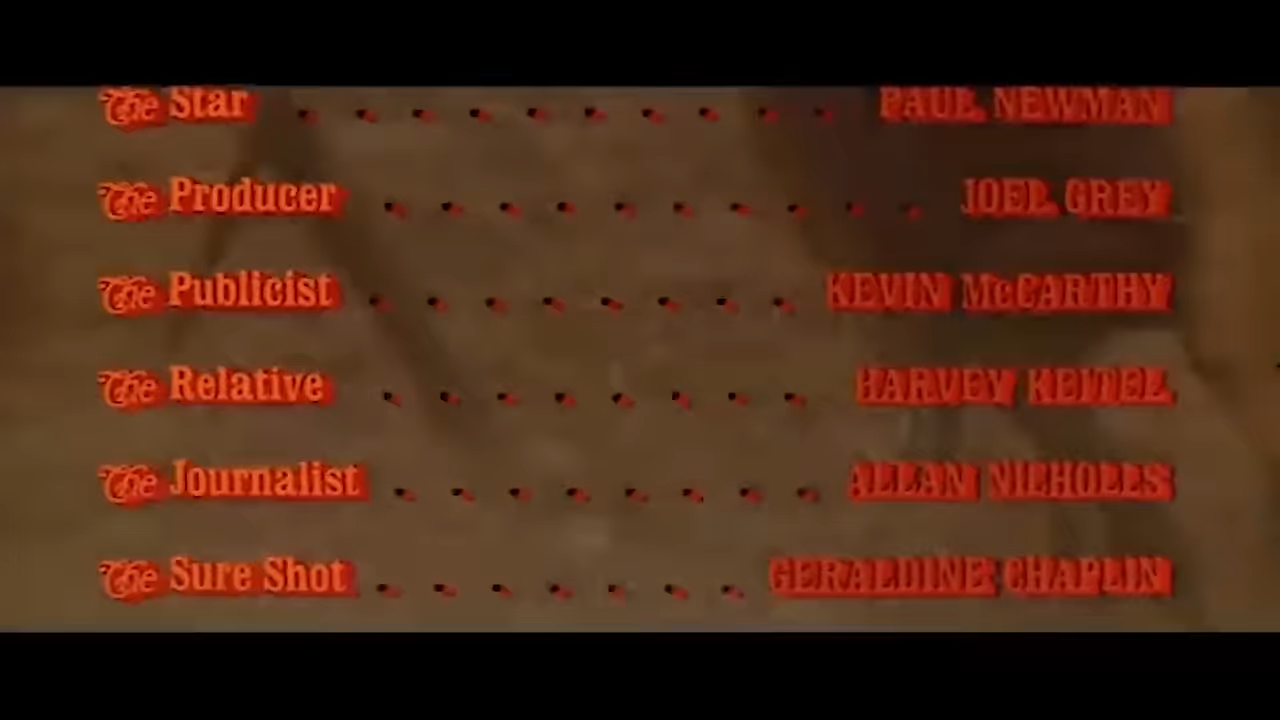 The Star . . . . . . . . . . PAUL NEWMAN
The Producer . . . . . . . . . . JOEL GREY
The Publicist . . . . . . . . KEVIN McCARTHY
The Relative . . . . . . . . HARVEY KEITEL
The Journalist . . . . . . . . ALLAN NICHOLLS
The Sure Shot . . . . . . . GERALDINE CHAPLIN